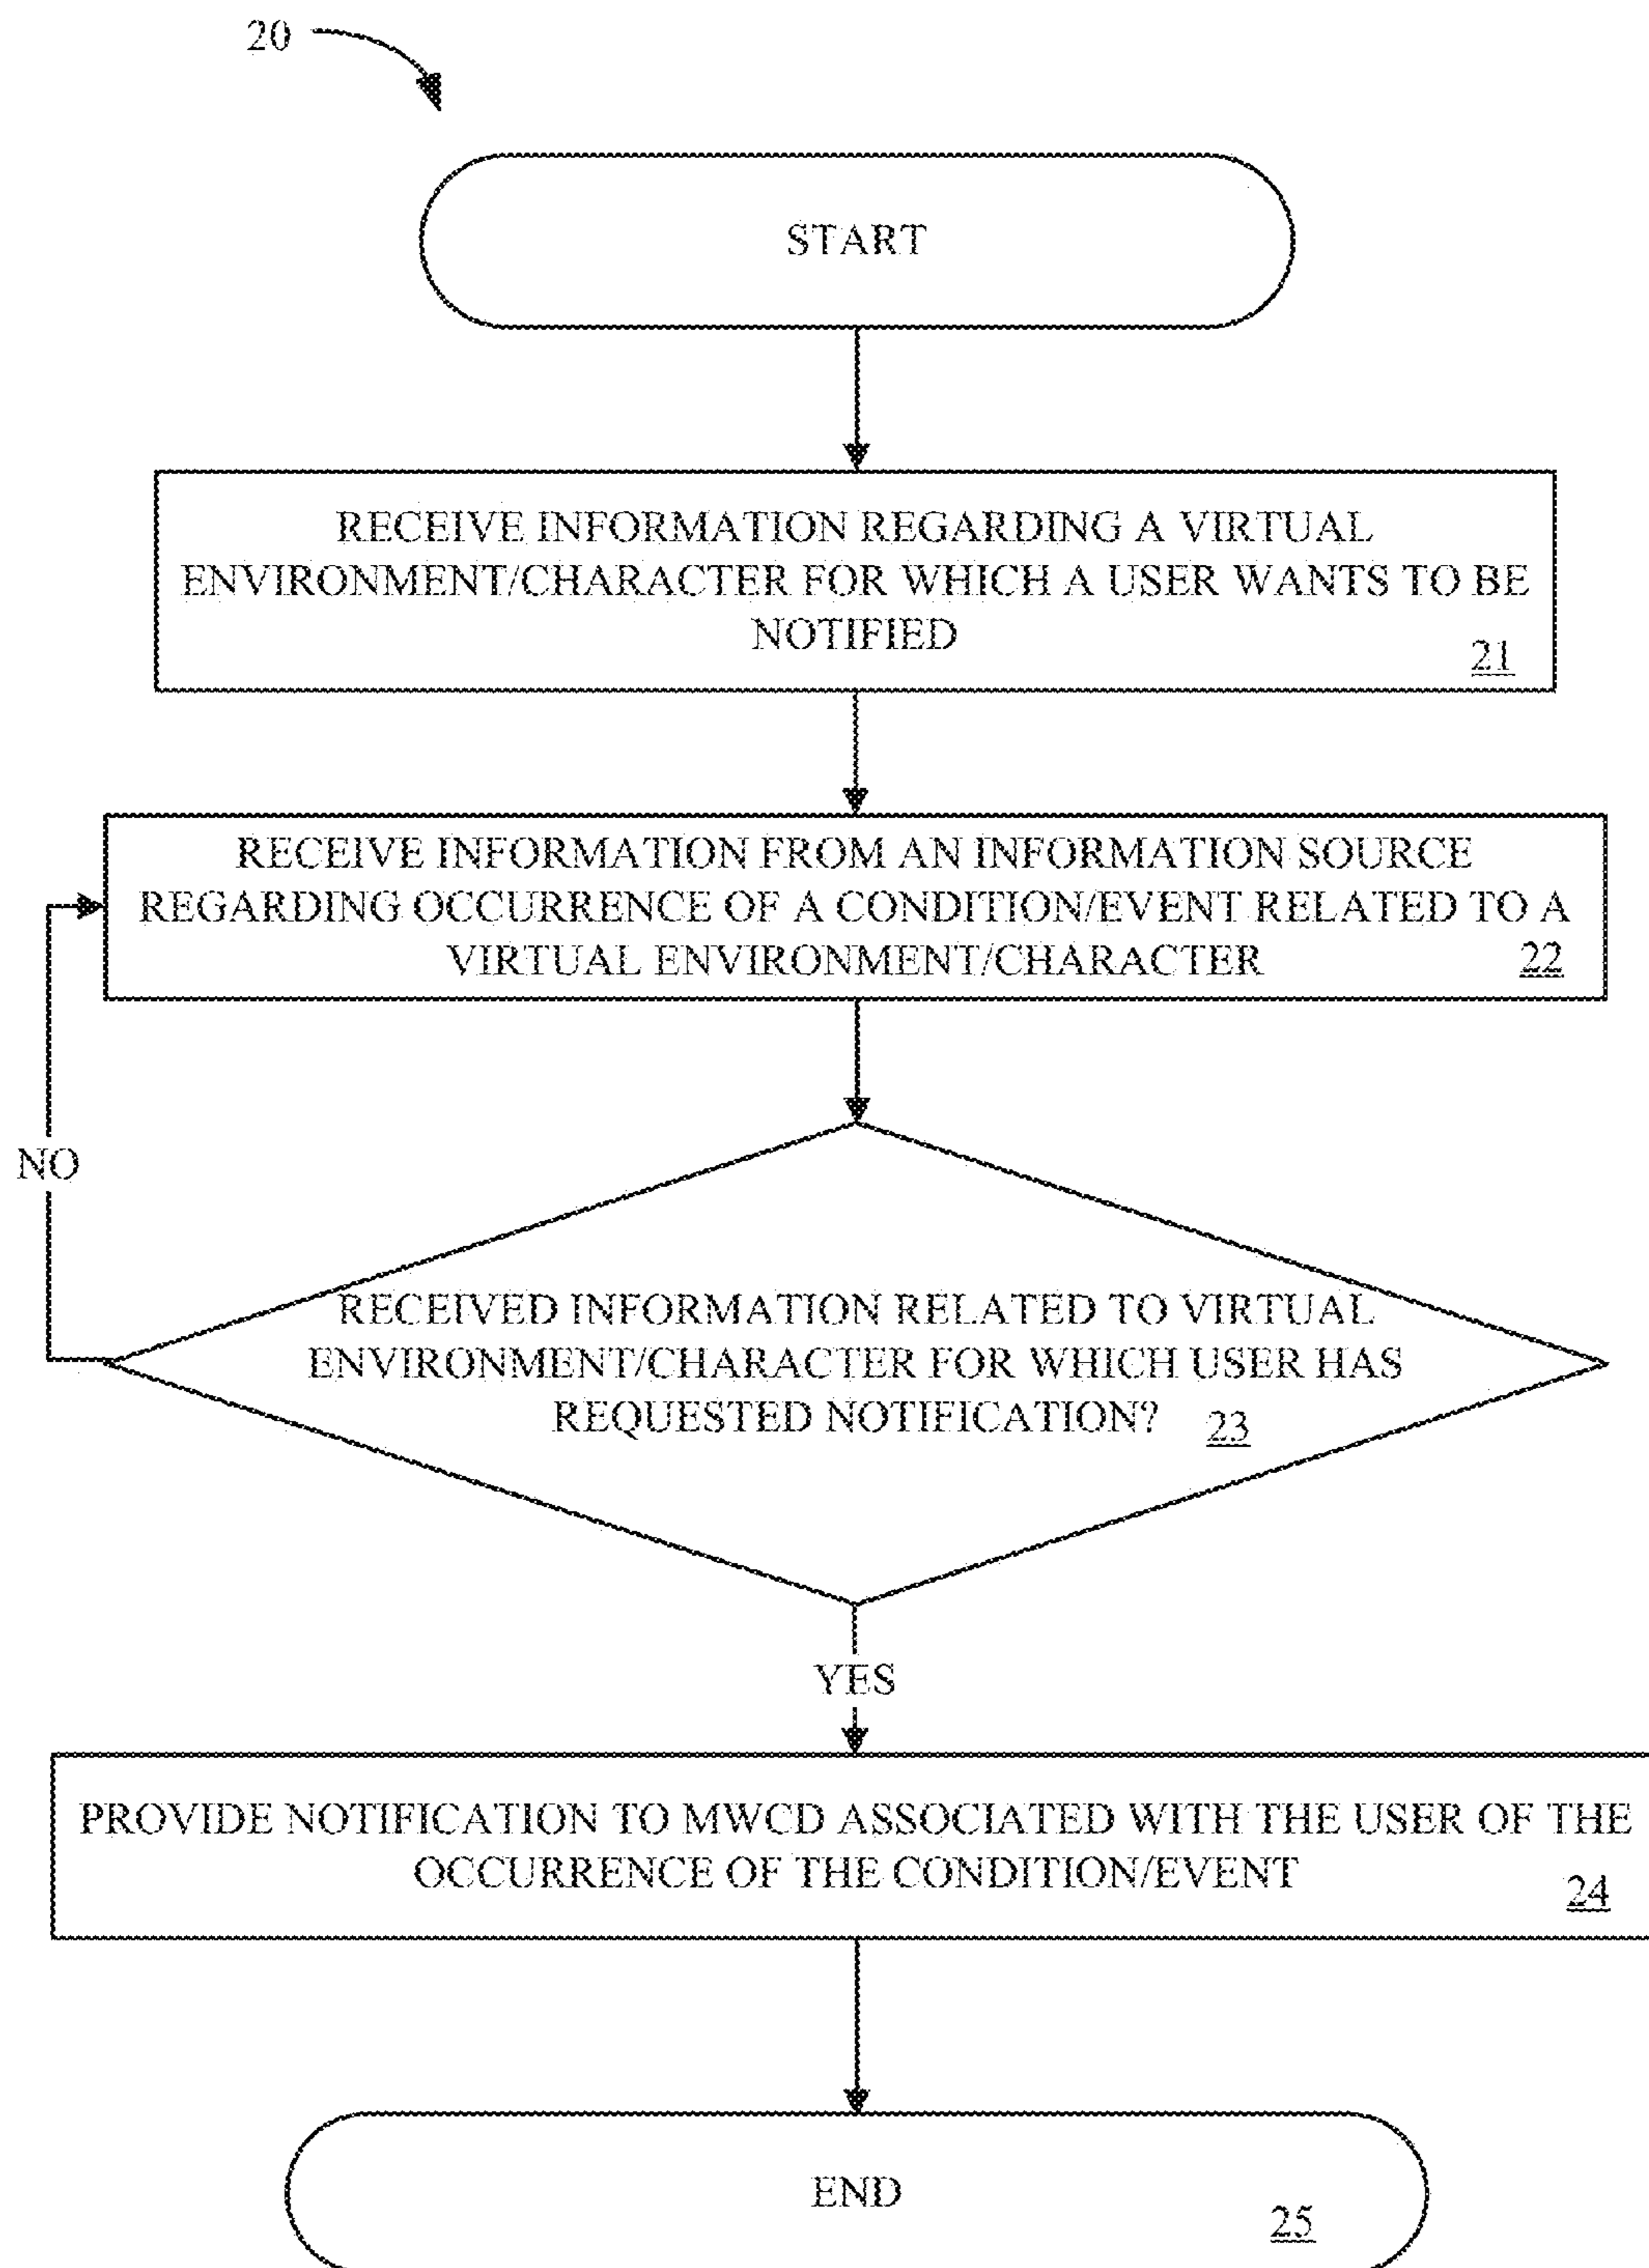 20
START
RECEIVE INFORMATION REGARDING A VIRTUAL
ENVIRONMENT/CHARACTER FOR WHICH A USER WANTS TO BE
NOTIFIED
21
RECEIVE INFORMATION FROM AN INFORMATION SOURCE
REGARDING OCCURRENCE OF A CONDITION/EVENT RELATED TO A
VIRTUAL ENVIRONMENT/CHARACTER
22
NO
RECEIVED INFORMATION RELATED TO VIRTUAL
ENVIRONMENT/CHARACTER FOR WHICH USER HAS
REQUESTED NOTIFICATION?
23
YES
PROVIDE NOTIFICATION TO MWCD ASSOCIATED WITH THE USER OF THE
OCCURRENCE OF THE CONDITION/EVENT
24
END
25